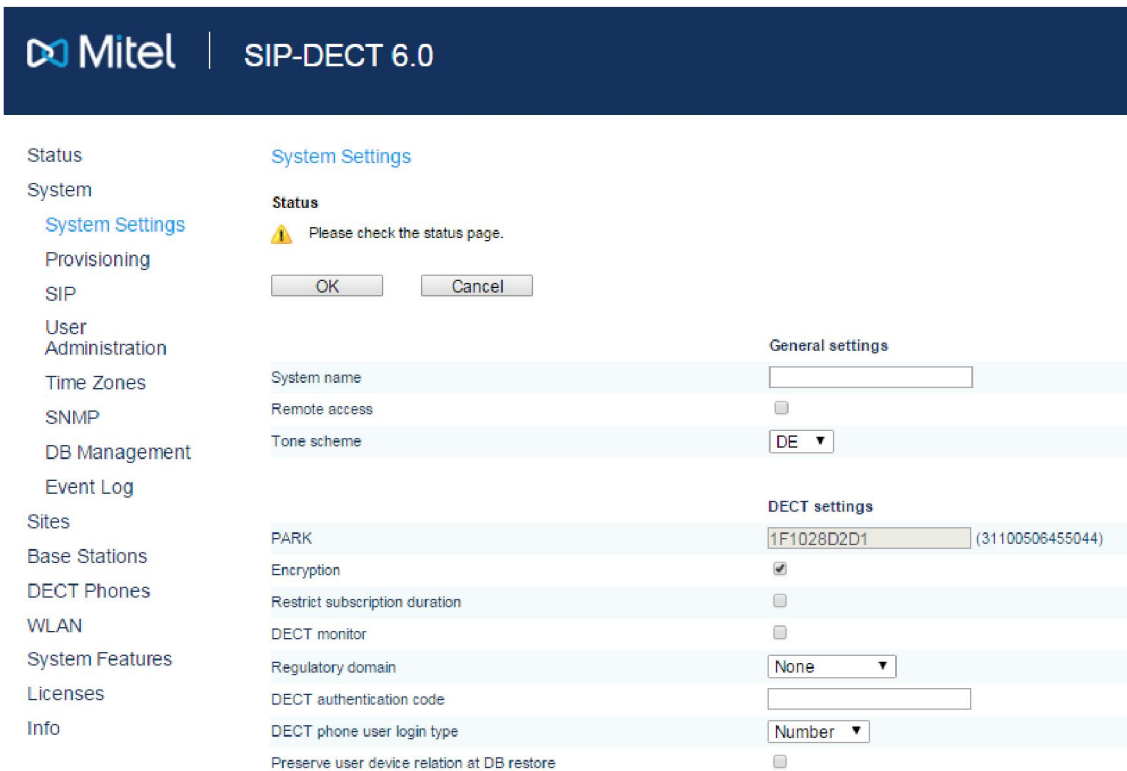 Mitel | SIP-DECT 6.0
Status
System
System Settings
Provisioning
SIP
User
Administration
Time Zones
SNMP
DB Management
Event Log
Sites
Base Stations
DECT Phones
WLAN
System Features
Licenses
Info
System Settings
Status
Please check the status page.
OK Cancel
General settings
System name
Remote access
Tone scheme DE
DECT settings
PARK 1F1028D2D1 (31100506455044)
Encryption
Restrict subscription duration
DECT monitor
Regulatory domain None
DECT authentication code
DECT phone user login type Number
Preserve user device relation at DB restore